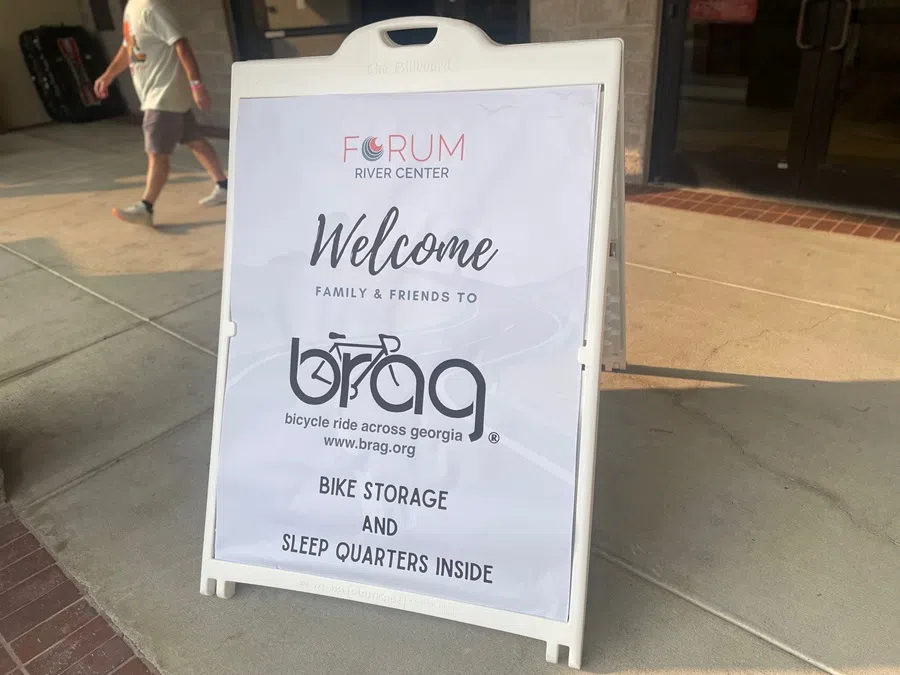 FORUM
RIVER CENTER
Welcome
FAMILY & FRIENDS TO
brag
bicycle ride across georgia ®
www.brag.org
BIKE STORAGE
AND
SLEEP QUARTERS INSIDE